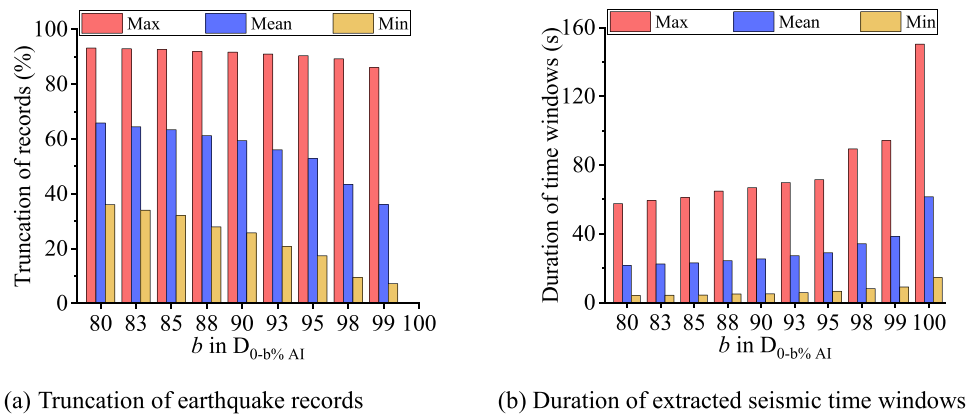 Max Mean Min
Truncation of records (%)
100
80
60
40
20
0
80 83 85 88 90 93 95 98 99 100
b in D0-b% AI
(a) Truncation of earthquake records
Max Mean Min
Duration of time windows (s)
160
120
80
40
0
80 83 85 88 90 93 95 98 99 100
b in D0-b% AI
(b) Duration of extracted seismic time windows